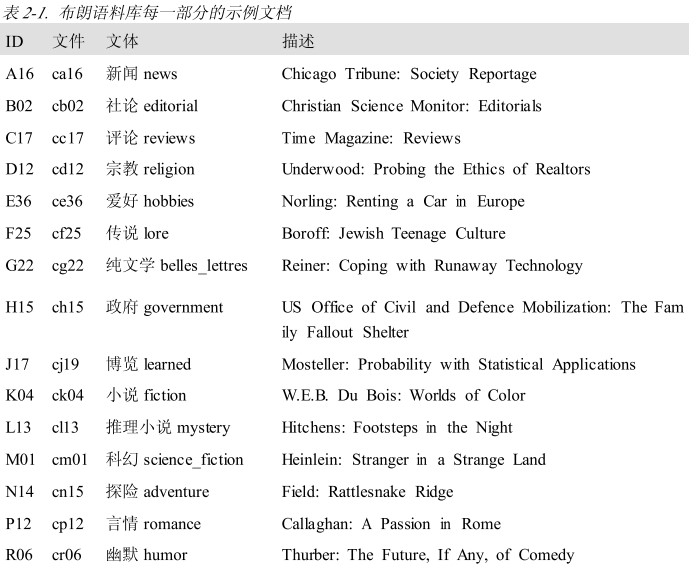 表 2-1. 布朗语料库每一部分的示例文档
ID 文件 文体 描述
A16 ca16 新闻 news Chicago Tribune: Society Reportage
B02 cb02 社论 editorial Christian Science Monitor: Editorials
C17 cc17 评论 reviews Time Magazine: Reviews
D12 cd12 宗教 religion Underwood: Probing the Ethics of Realtors
E36 ce36 爱好 hobbies Norling: Renting a Car in Europe
F25 cf25 传说 lore Boroff: Jewish Teenage Culture
G22 cg22 纯文学 belles_lettres Reiner: Coping with Runaway Technology
H15 ch15 政府 government US Office of Civil and Defence Mobilization: The Fam
ily Fallout Shelter
J17 cj19 博览 learned Mosteller: Probability with Statistical Applications
K04 ck04 小说 fiction W.E.B. Du Bois: Worlds of Color
L13 cl13 推理小说 mystery Hitchens: Footsteps in the Night
M01 cm01 科幻 science_fiction Heinlein: Stranger in a Strange Land
N14 cn15 探险 adventure Field: Rattlesnake Ridge
P12 cp12 言情 romance Callaghan: A Passion in Rome
R06 cr06 幽默 humor Thurber: The Future, If Any, of Comedy